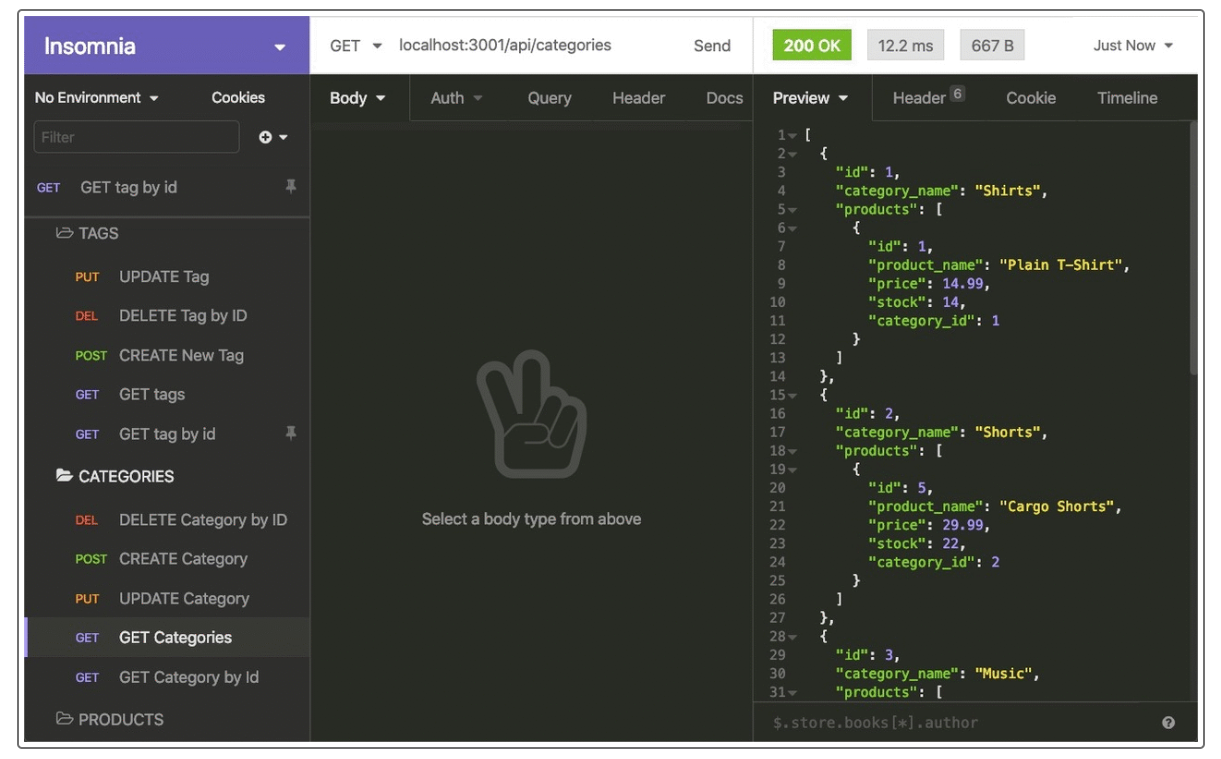 Insomnia
GET localhost:3001/api/categories Send
200 OK 12.2 ms 667 B Just Now
No Environment Cookies
Body Auth Query Header Docs
Preview Header 6 Cookie Timeline
Filter
GET GET tag by id
TAGS
PUT UPDATE Tag
DEL DELETE Tag by ID
POST CREATE New Tag
GET GET tags
GET GET tag by id
CATEGORIES
DEL DELETE Category by ID
POST CREATE Category
PUT UPDATE Category
GET GET Categories
GET GET Category by Id
PRODUCTS
Select a body type from above
1 [
2 {
3 "id": 1,
4 "category_name": "Shirts",
5 "products": [
6 {
7 "id": 1,
8 "product_name": "Plain T-Shirt",
9 "price": 14.99,
10 "stock": 14,
11 "category_id": 1
12 }
13 ]
14 },
15 {
16 "id": 2,
17 "category_name": "Shorts",
18 "products": [
19 {
20 "id": 5,
21 "product_name": "Cargo Shorts",
22 "price": 29.99,
23 "stock": 22,
24 "category_id": 2
25 }
26 ]
27 },
28 {
29 "id": 3,
30 "category_name": "Music",
31 "products": [
$.store.books[*].author